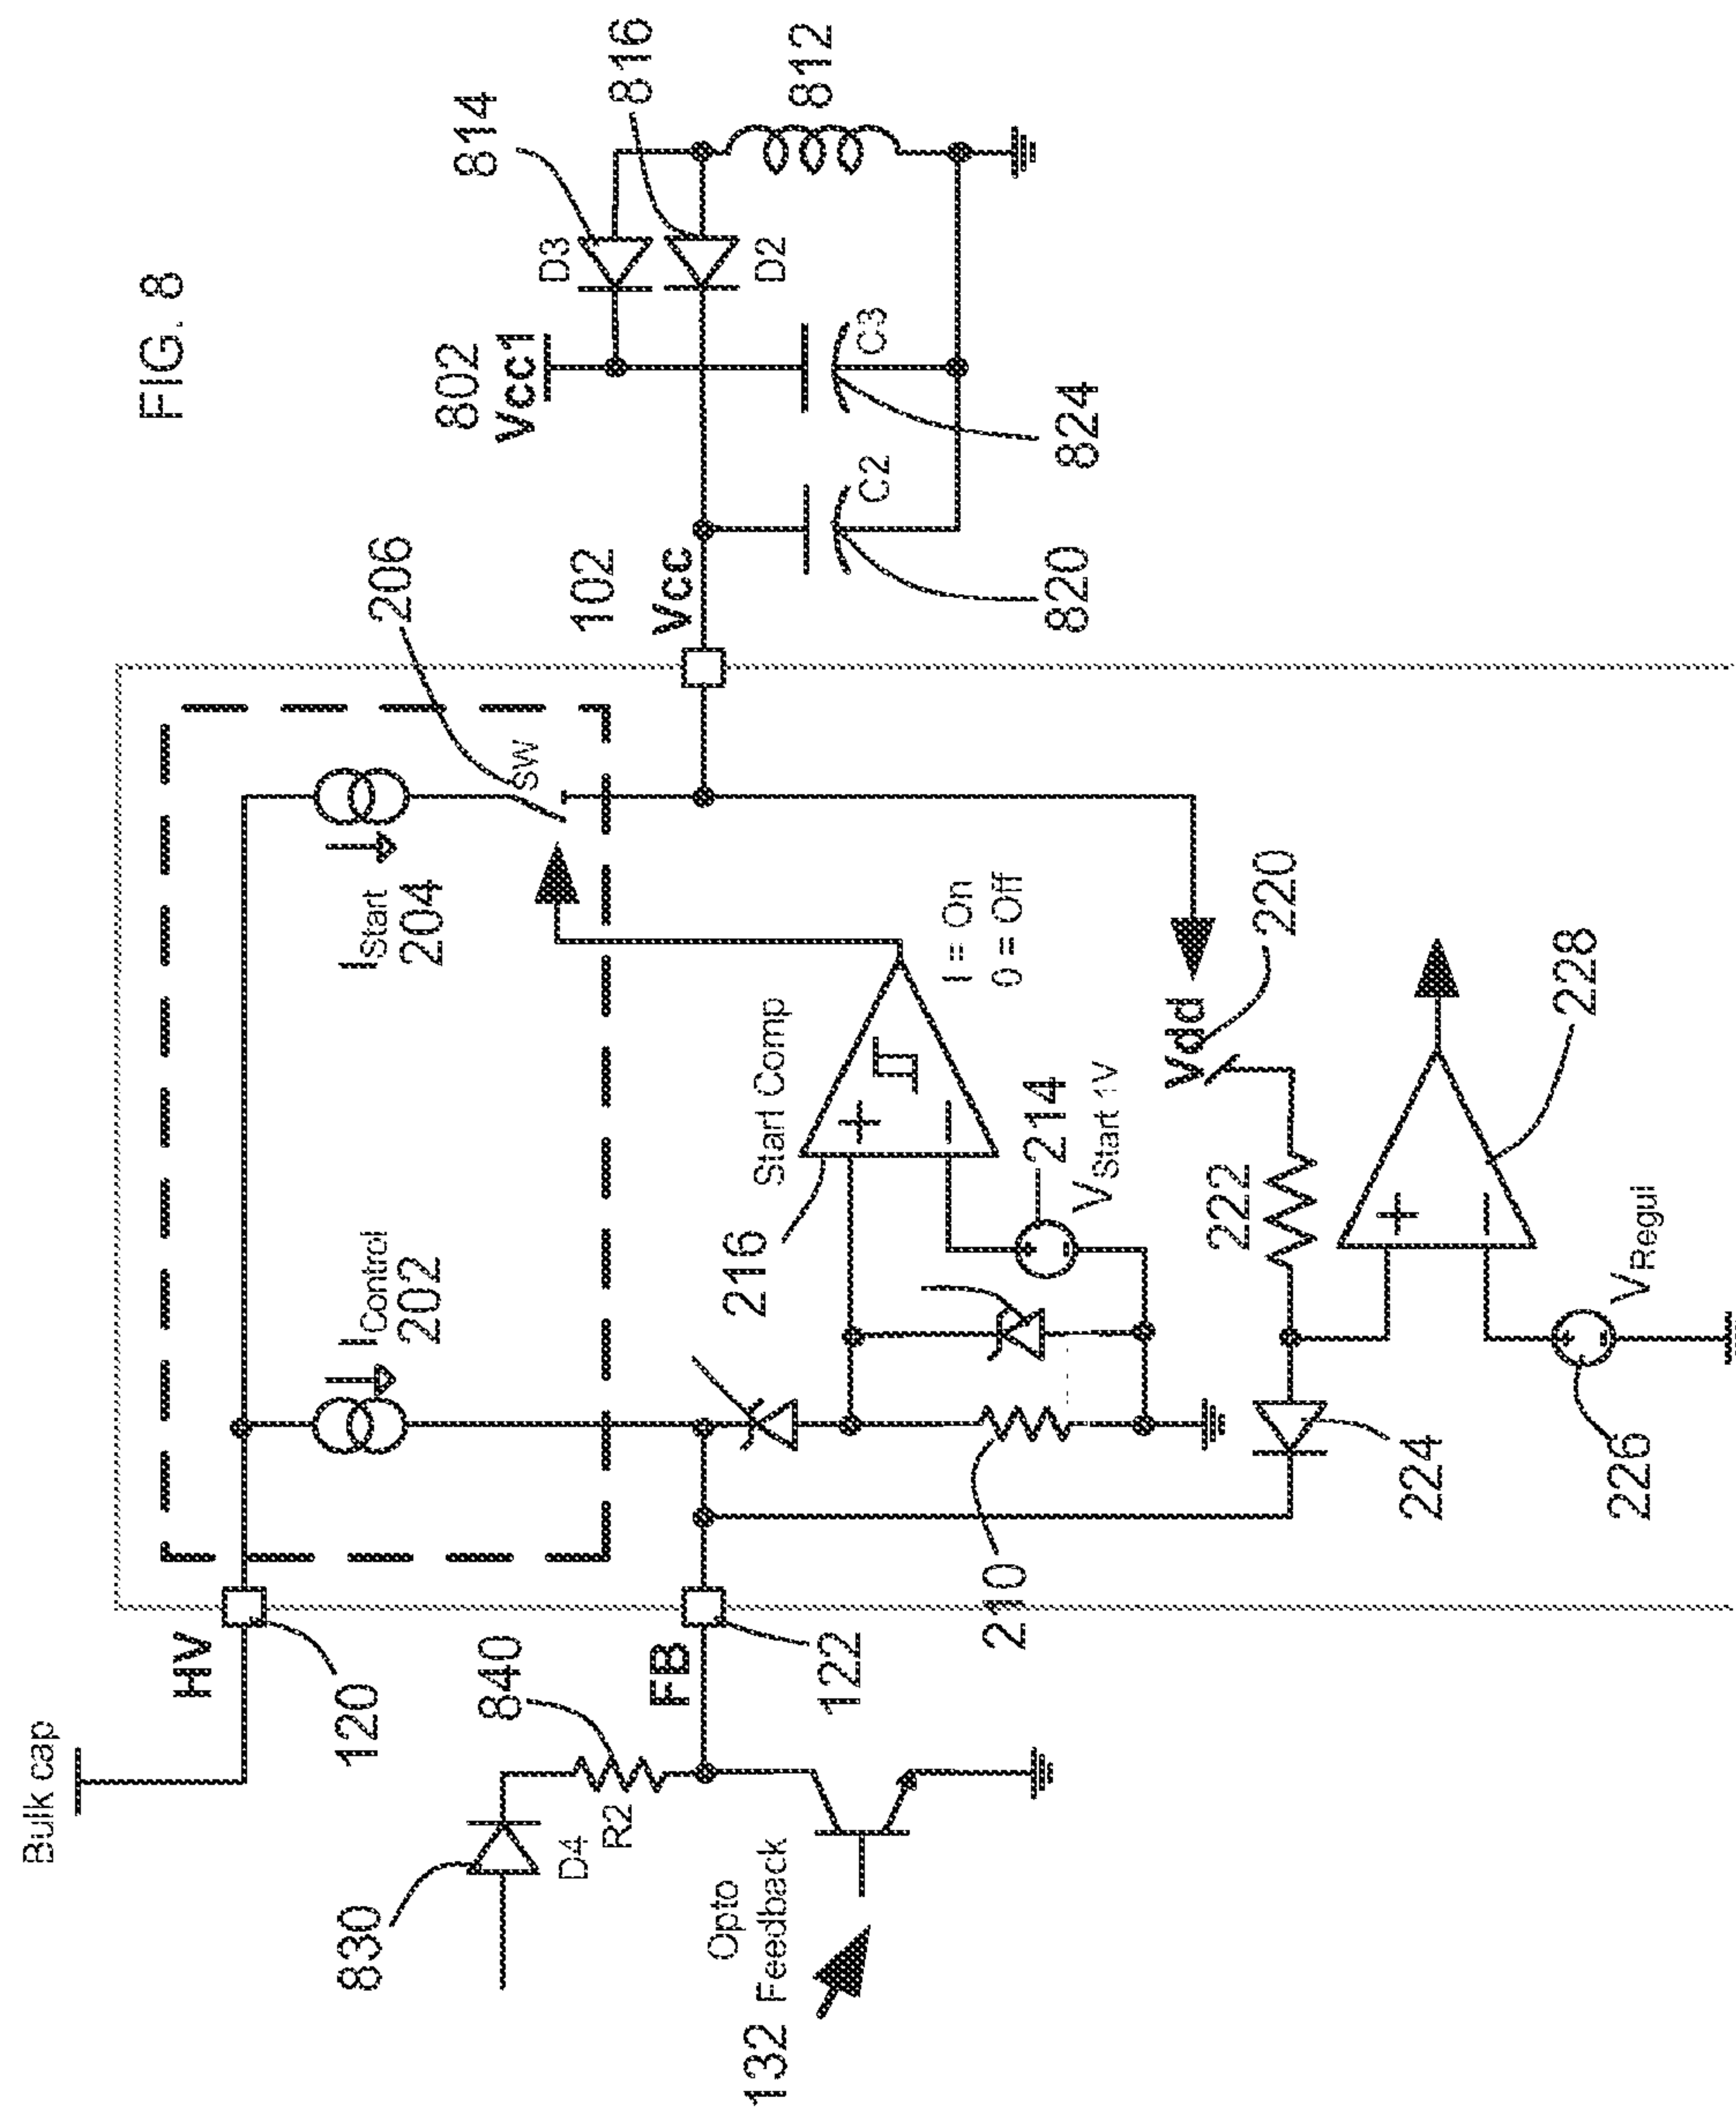 FIG. 8
Bulk cap
HV
120
830
D4
840
R2
FB
122
Opto
132 Feedback
IControl
202
IStart
204
SW
206
102
Vcc
802
Vcc1
814
D3
816
D2
812
C2
820
C3
824
216
Start Comp
I = On
0 = Off
214
VStart 1V
210
Vdd
220
222
224
226
VRegul
228